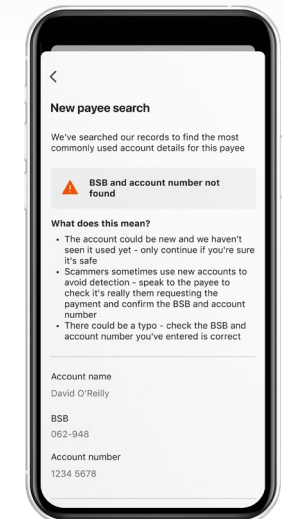 New payee search
We've searched our records to find the most
commonly used account details for this payee
BSB and account number not
found
What does this mean?
• The account could be new and we haven't
seen it used yet - only continue if you're sure
it's safe
• Scammers sometimes use new accounts to
avoid detection - speak to the payee to
check it's really them requesting the
payment and confirm the BSB and account
number
• There could be a typo - check the BSB and
account number you've entered is correct
Account name
David O'Reilly
BSB
062-948
Account number
1234 5678